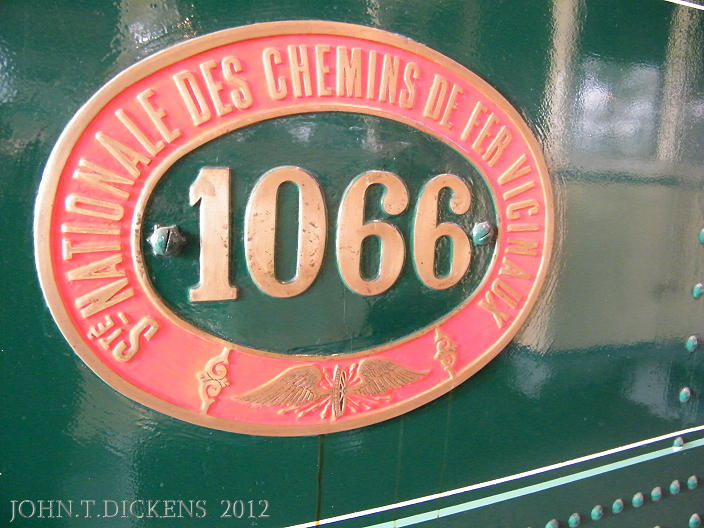 STÉ NATIONALE DES CHEMINS DE FER VICINAUX
1066
JOHN.T.DICKENS 2012